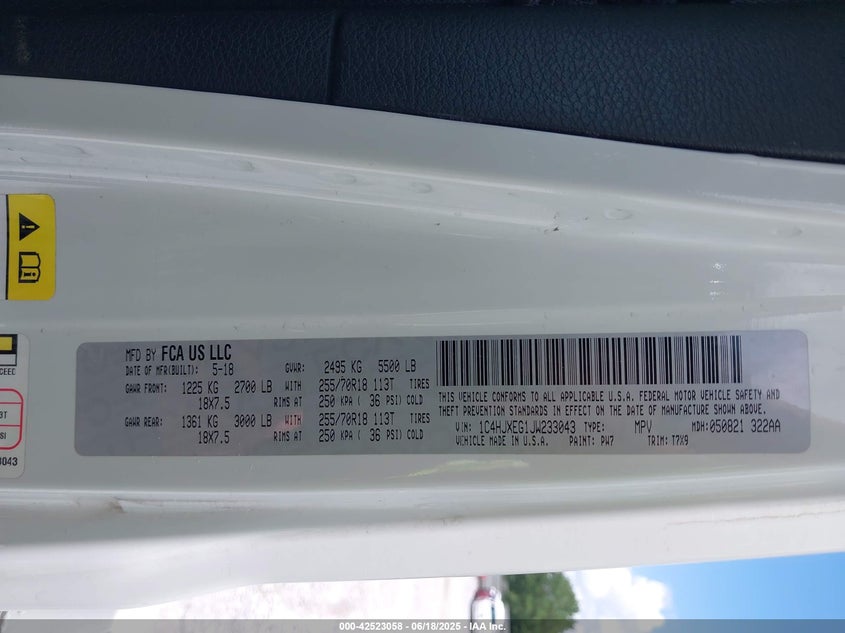 MFD BY FCA US LLC
DATE OF MFR(BUILT): 5-18 GVWR: 2495 KG 5500 LB
GAWR FRONT: 1225 KG 2700 LB WITH 255/70R18 113T TIRES
18X7.5 RIMS AT 250 KPA ( 36 PSI) COLD
GAWR REAR: 1361 KG 3000 LB WITH 255/70R18 113T TIRES
18X7.5 RIMS AT 250 KPA ( 36 PSI) COLD
THIS VEHICLE CONFORMS TO ALL APPLICABLE U.S.A. FEDERAL MOTOR VEHICLE SAFETY AND
THEFT PREVENTION STANDARDS IN EFFECT ON THE DATE OF MANUFACTURE SHOWN ABOVE.
VIN: 1C4HJXEG1JW233043 TYPE: MPV MDH: 050821 322AA
VEHICLE MADE IN U.S.A. PAINT: PW7 TRIM: T7X9
CEED
3T
SI
3043
000-42523058 - 06/18/2025 - IAA Inc.